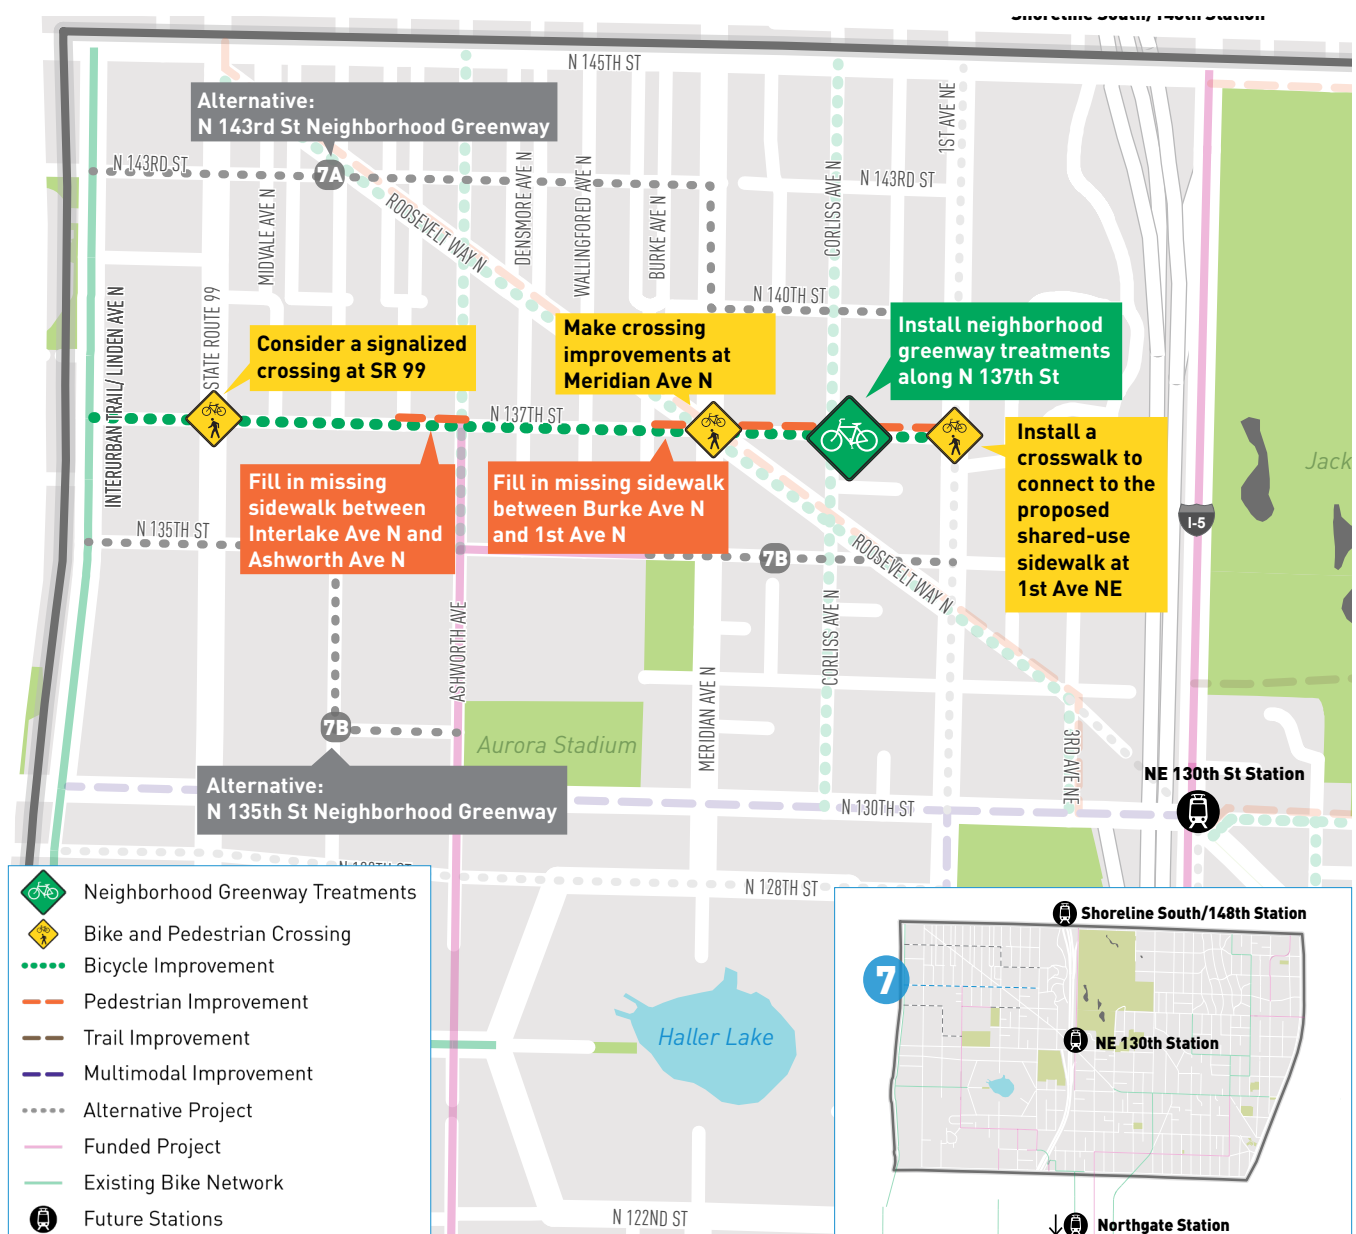 Shoreline South/148th Station
N 145TH ST
Alternative:
N 143rd St Neighborhood Greenway
1ST AVE NE
N 143RD ST
7A
MIDVALE AVE N
ROOSEVELT WAY N
DENSMORE AVE N
WALLINGFORD AVE N
BURKE AVE N
CORLISS AVE N
N 143RD ST
N 140TH ST
INTERURBAN TRAIL/ LINDEN AVE N
STATE ROUTE 99
Consider a signalized
crossing at SR 99
Make crossing
improvements at
Meridian Ave N
Install neighborhood
greenway treatments
along N 137th St
N 137TH ST
Install a
crosswalk to
connect to the
proposed
shared-use
sidewalk at
1st Ave NE
Jack
I-5
Fill in missing
sidewalk between
Interlake Ave N and
Ashworth Ave N
Fill in missing sidewalk
between Burke Ave N
and 1st Ave N
N 135TH ST
7B
ROOSEVELT WAY N
ASHWORTH AVE
CORLISS AVE N
MERIDIAN AVE N
7B
Aurora Stadium
3RD AVE NE
NE 130th St Station
Alternative:
N 135th St Neighborhood Greenway
N 130TH ST
N 128TH ST
Neighborhood Greenway Treatments
Bike and Pedestrian Crossing
Bicycle Improvement
Pedestrian Improvement
Trail Improvement
Multimodal Improvement
Alternative Project
Funded Project
Existing Bike Network
Future Stations
Haller Lake
N 122ND ST
Shoreline South/148th Station
7
NE 130th Station
Northgate Station